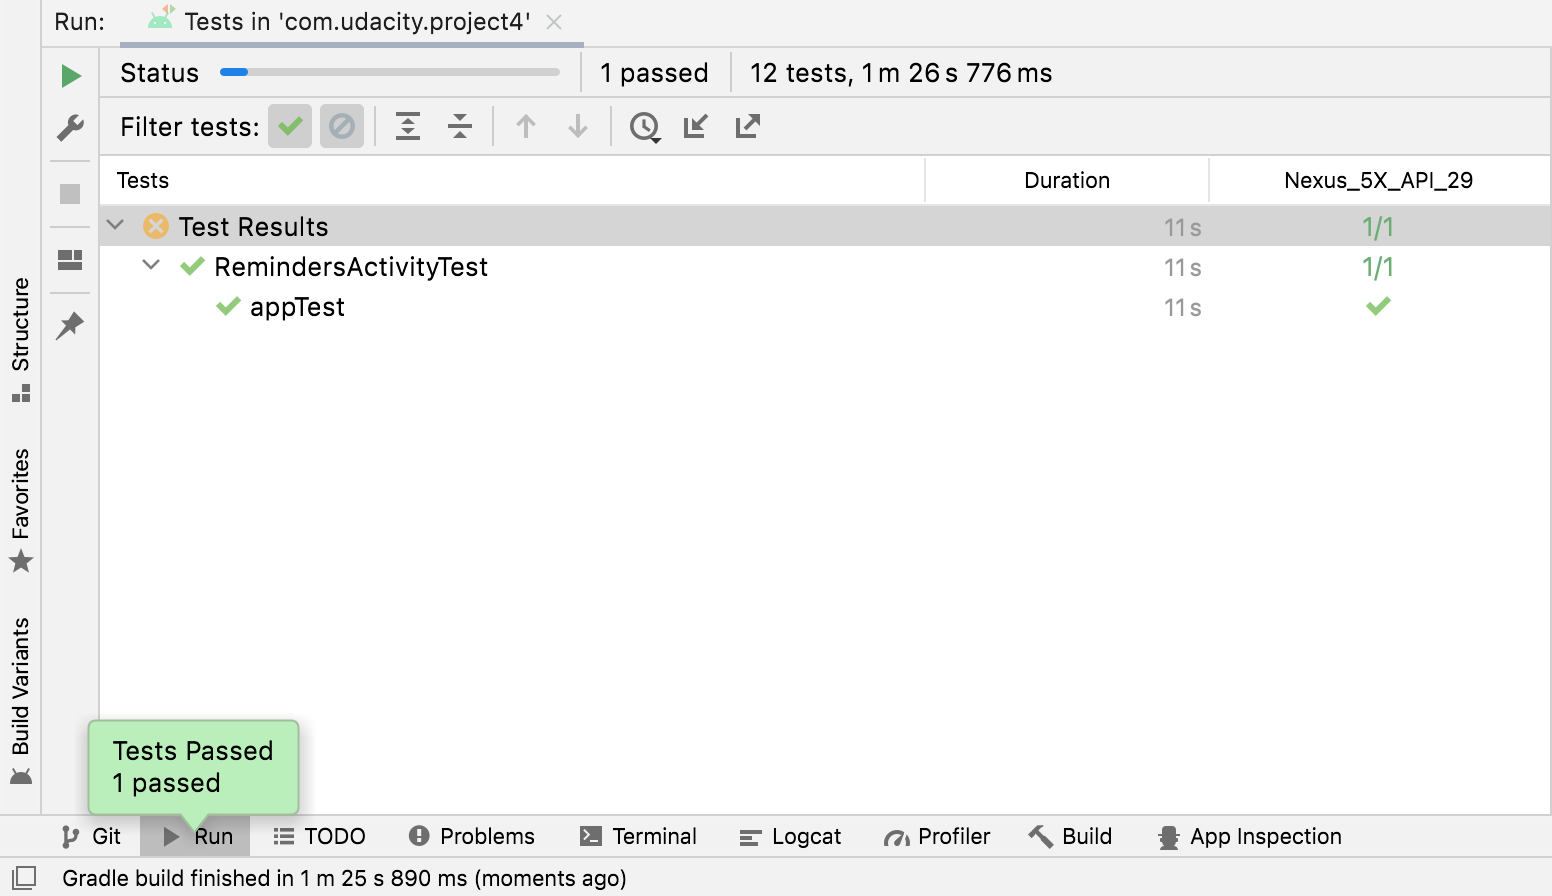 Run: Tests in 'com.udacity.project4'
Status 1 passed 12 tests, 1 m 26 s 776 ms
Filter tests:
Tests Duration Nexus_5X_API_29
Test Results 11 s 1/1
RemindersActivityTest 11 s 1/1
appTest 11 s
Structure
Favorites
Build Variants
Tests Passed
1 passed
Git Run TODO Problems Terminal Logcat Profiler Build App Inspection
Gradle build finished in 1 m 25 s 890 ms (moments ago)